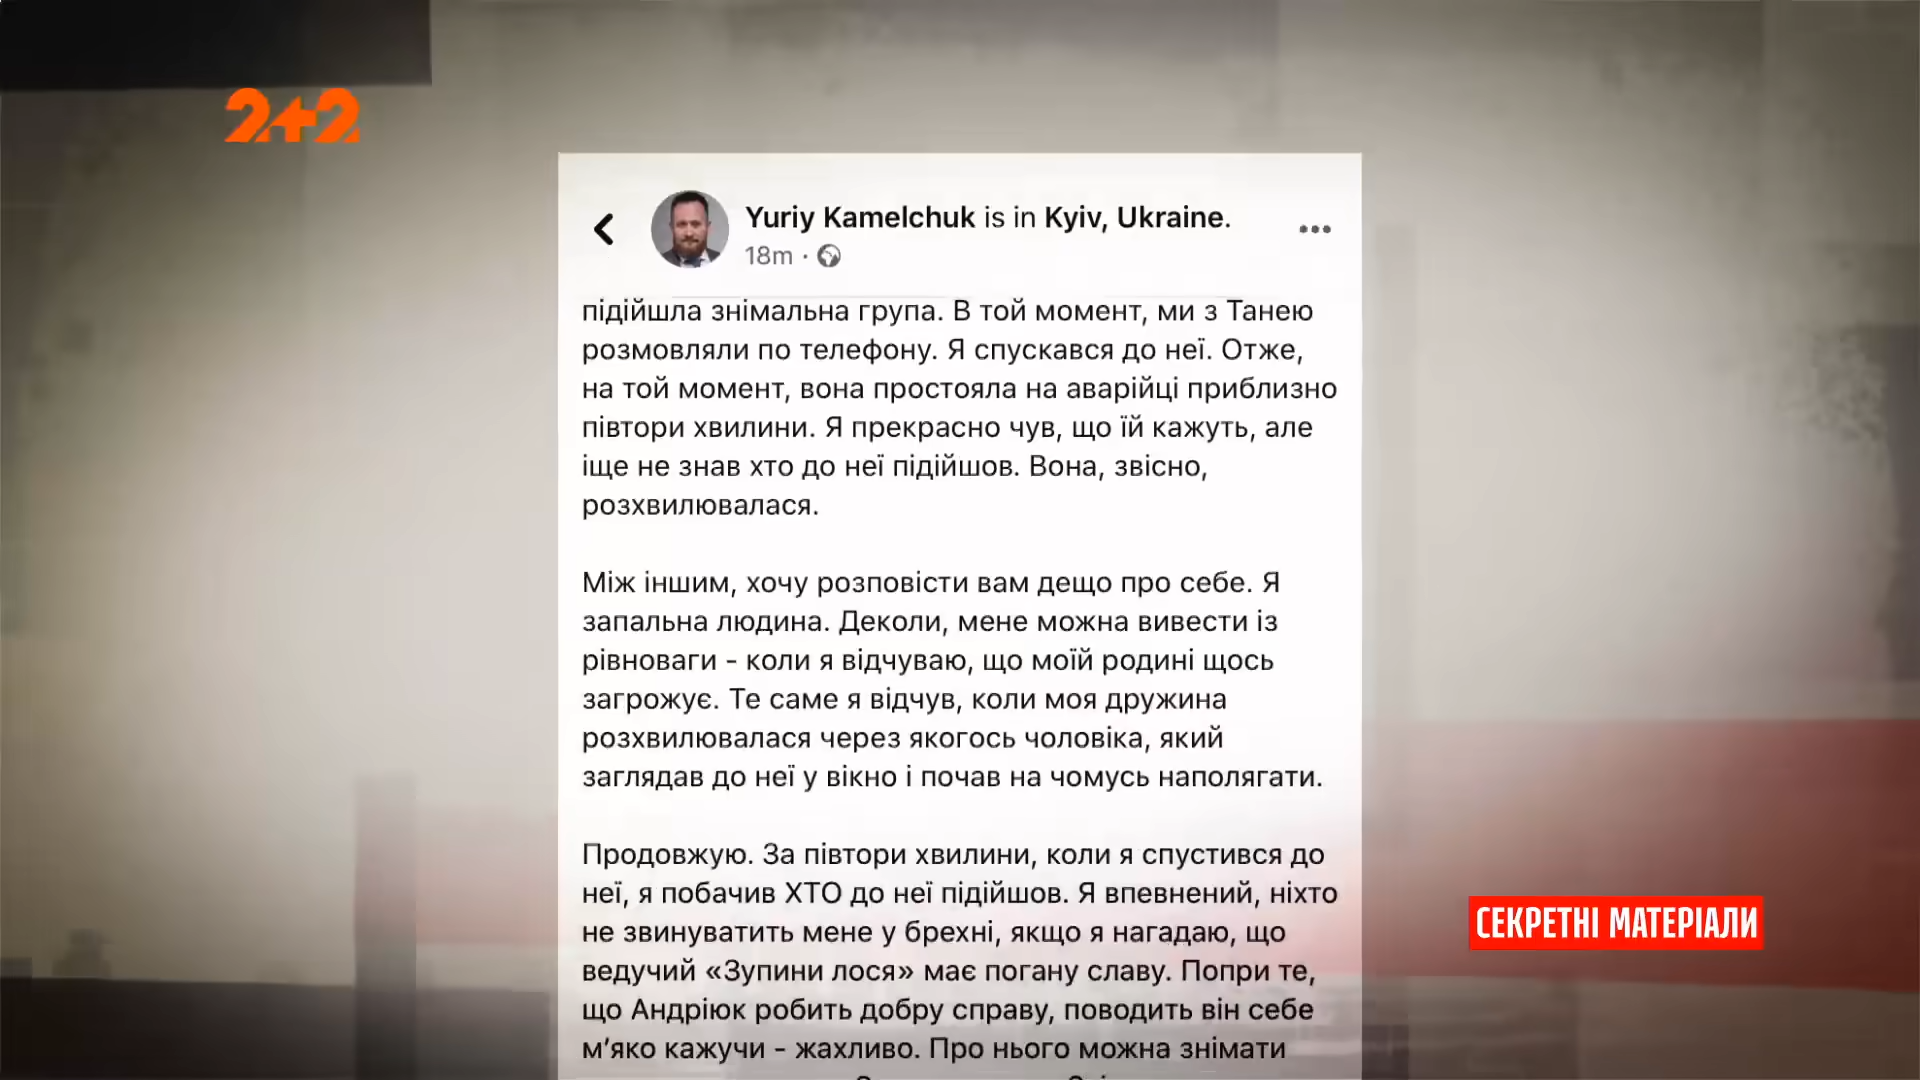 2+2
Yuriy Kamelchuk is in Kyiv, Ukraine.
18m ·
підійшла знімальна група. В той момент, ми з Танею
розмовляли по телефону. Я спускався до неї. Отже,
на той момент, вона простояла на аварійці приблизно
півтори хвилини. Я прекрасно чув, що їй кажуть, але
іще не знав хто до неї підійшов. Вона, звісно,
розхвилювалася.
Між іншим, хочу розповісти вам дещо про себе. Я
запальна людина. Деколи, мене можна вивести із
рівноваги - коли я відчуваю, що моїй родині щось
загрожує. Те саме я відчув, коли моя дружина
розхвилювалася через якогось чоловіка, який
заглядав до неї у вікно і почав на чомусь наполягати.
Продовжую. За півтори хвилини, коли я спустився до
неї, я побачив ХТО до неї підійшов. Я впевнений, ніхто
не звинуватить мене у брехні, якщо я нагадаю, що
ведучий «Зупини лося» має погану славу. Попри те,
що Андріюк робить добру справу, поводить він себе
м’яко кажучи - жахливо. Про нього можна знімати
СЕКРЕТНІ МАТЕРІАЛИ